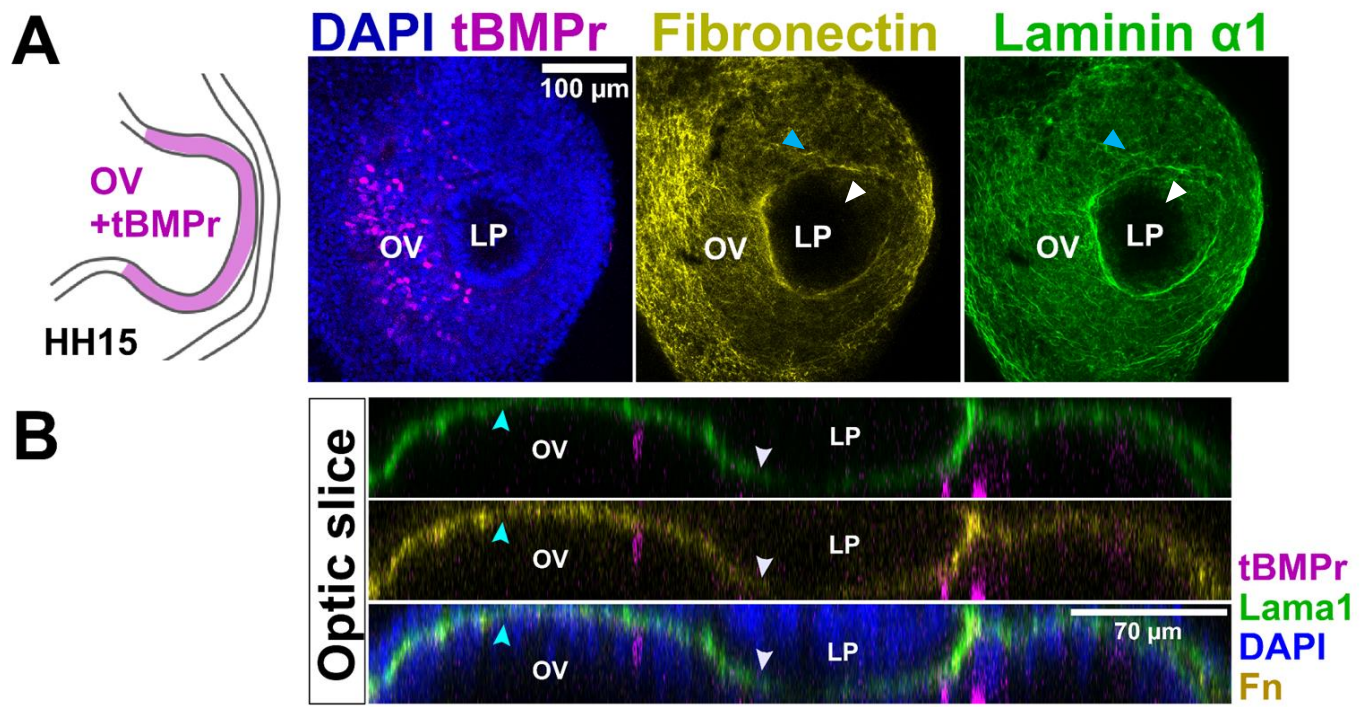 A
DAPI tBMPr
Fibronectin
Laminin α1
100 µm
OV
+tBMPr
HH15
OV
LP
OV
LP
OV
LP
B
Optic slice
OV
LP
OV
LP
OV
LP
70 µm
tBMPr
Lama1
DAPI
Fn